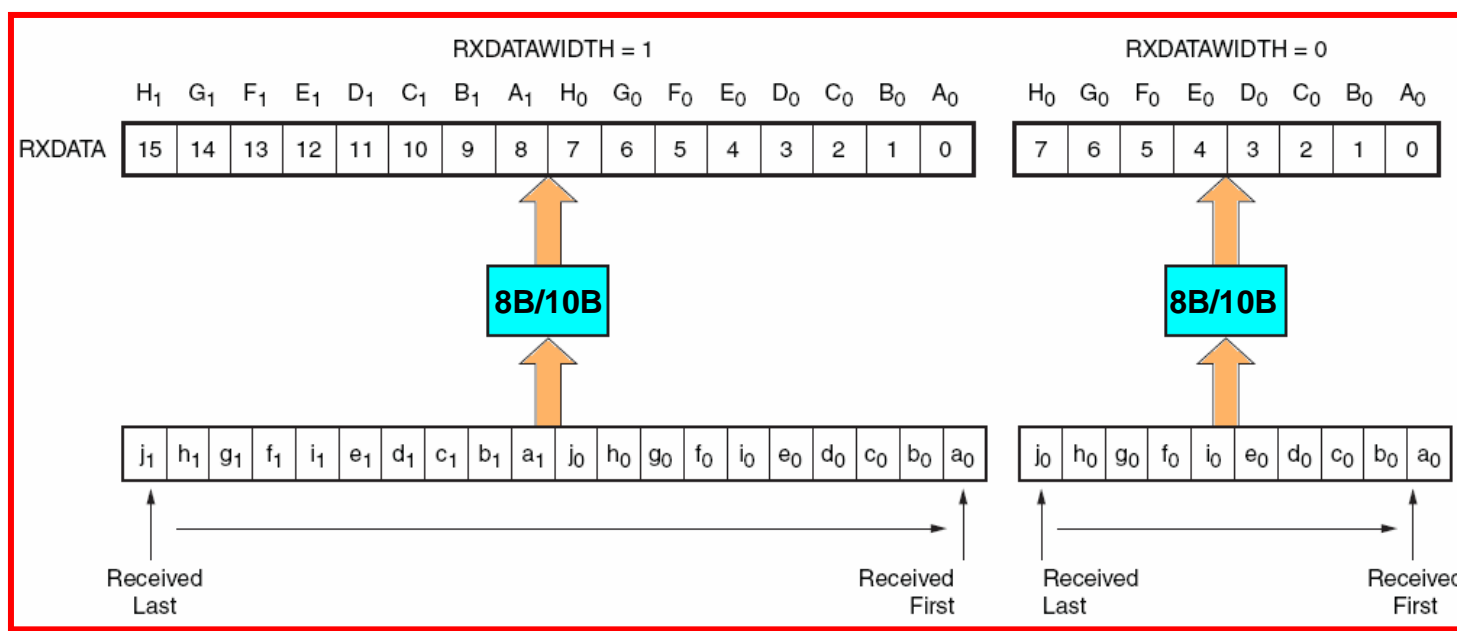 RXDATAWIDTH = 1
RXDATAWIDTH = 0
H₁ G₁ F₁ E₁ D₁ C₁ B₁ A₁ H₀ G₀ F₀ E₀ D₀ C₀ B₀ A₀
H₀ G₀ F₀ E₀ D₀ C₀ B₀ A₀
RXDATA 15 14 13 12 11 10 9 8 7 6 5 4 3 2 1 0
7 6 5 4 3 2 1 0
8B/10B
8B/10B
j₁ h₁ g₁ f₁ i₁ e₁ d₁ c₁ b₁ a₁ j₀ h₀ g₀ f₀ i₀ e₀ d₀ c₀ b₀ a₀
j₀ h₀ g₀ f₀ i₀ e₀ d₀ c₀ b₀ a₀
Received
Last
Received
First
Received
Last
Received
First